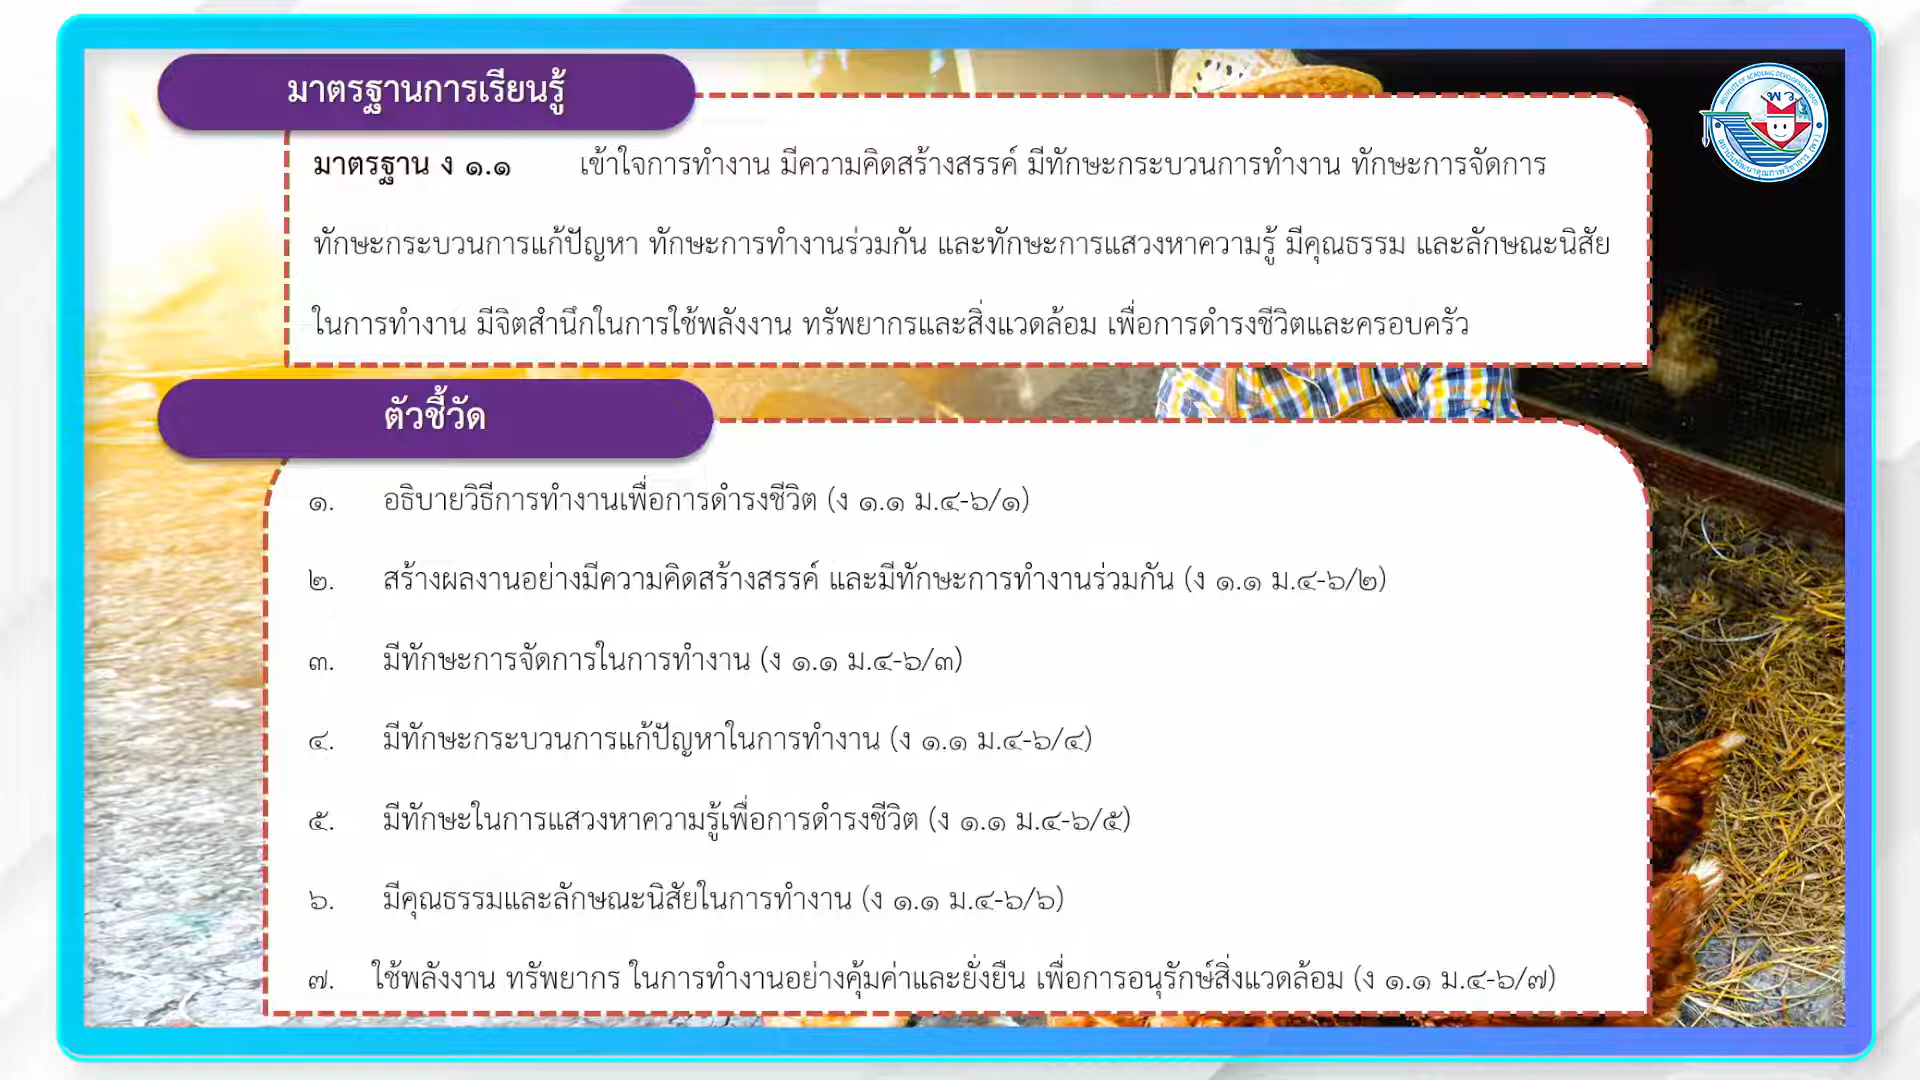 มาตรฐานการเรียนรู้
มาตรฐาน ง ๑.๑ เข้าใจการทำงาน มีความคิดสร้างสรรค์ มีทักษะกระบวนการทำงาน ทักษะการจัดการ
ทักษะกระบวนการแก้ปัญหา ทักษะการทำงานร่วมกัน และทักษะการแสวงหาความรู้ มีคุณธรรม และลักษณะนิสัย
ในการทำงาน มีจิตสำนึกในการใช้พลังงาน ทรัพยากรและสิ่งแวดล้อม เพื่อการดำรงชีวิตและครอบครัว
ตัวชี้วัด
๑. อธิบายวิธีการทำงานเพื่อการดำรงชีวิต (ง ๑.๑ ม.๔-๖/๑)
๒. สร้างผลงานอย่างมีความคิดสร้างสรรค์ และมีทักษะการทำงานร่วมกัน (ง ๑.๑ ม.๔-๖/๒)
๓. มีทักษะการจัดการในการทำงาน (ง ๑.๑ ม.๔-๖/๓)
๔. มีทักษะกระบวนการแก้ปัญหาในการทำงาน (ง ๑.๑ ม.๔-๖/๔)
๕. มีทักษะในการแสวงหาความรู้เพื่อการดำรงชีวิต (ง ๑.๑ ม.๔-๖/๕)
๖. มีคุณธรรมและลักษณะนิสัยในการทำงาน (ง ๑.๑ ม.๔-๖/๖)
๗. ใช้พลังงาน ทรัพยากร ในการทำงานอย่างคุ้มค่าและยั่งยืน เพื่อการอนุรักษ์สิ่งแวดล้อม (ง ๑.๑ ม.๔-๖/๗)
INSTITUTE OF ACADEMIC DEVELOPMENT
พว
สถาบันพัฒนาคุณภาพวิชาการ (พว.)